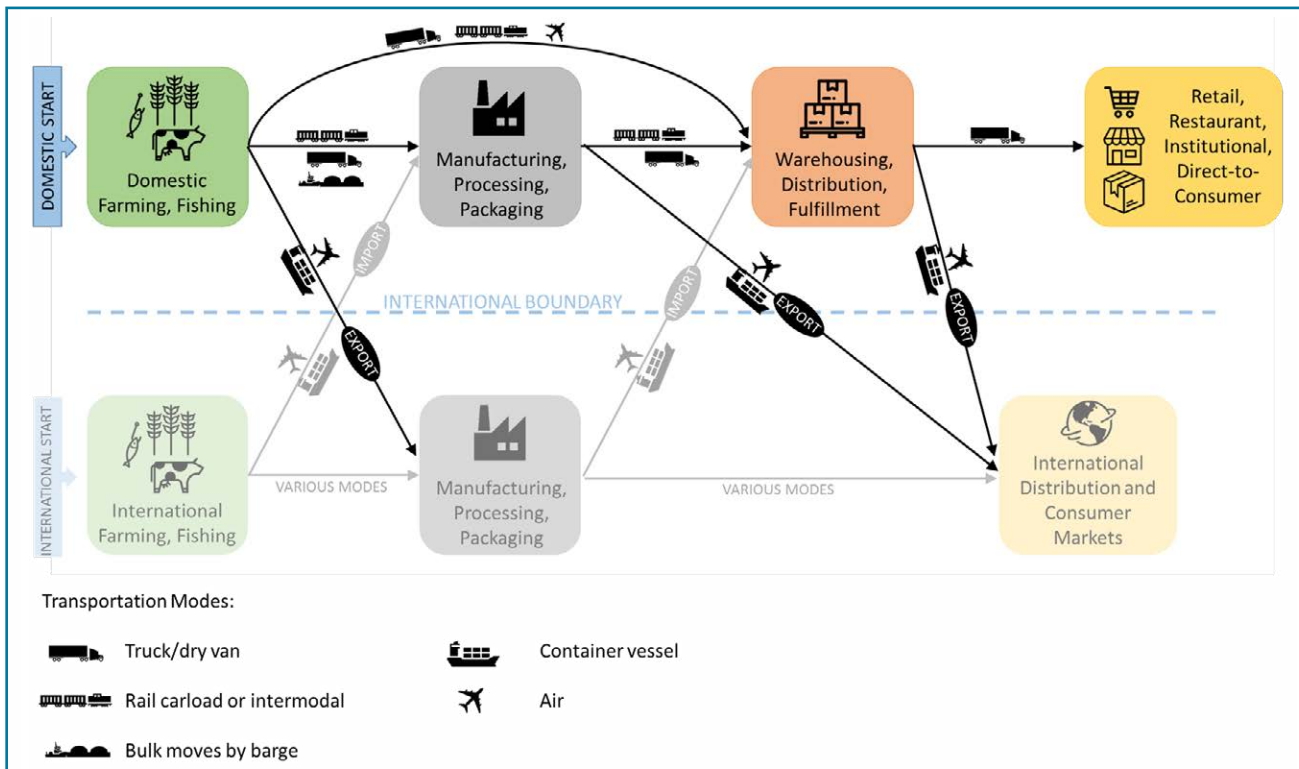 DOMESTIC START
Domestic
Farming, Fishing
Manufacturing,
Processing,
Packaging
Warehousing,
Distribution,
Fulfillment
Retail,
Restaurant,
Institutional,
Direct-to-
Consumer
IMPORT
IMPORT
INTERNATIONAL BOUNDARY
EXPORT
EXPORT
EXPORT
INTERNATIONAL START
International
Farming, Fishing
VARIOUS MODES
Manufacturing,
Processing,
Packaging
VARIOUS MODES
International
Distribution and
Consumer
Markets
Transportation Modes:
Truck/dry van
Container vessel
Rail carload or intermodal
Air
Bulk moves by barge